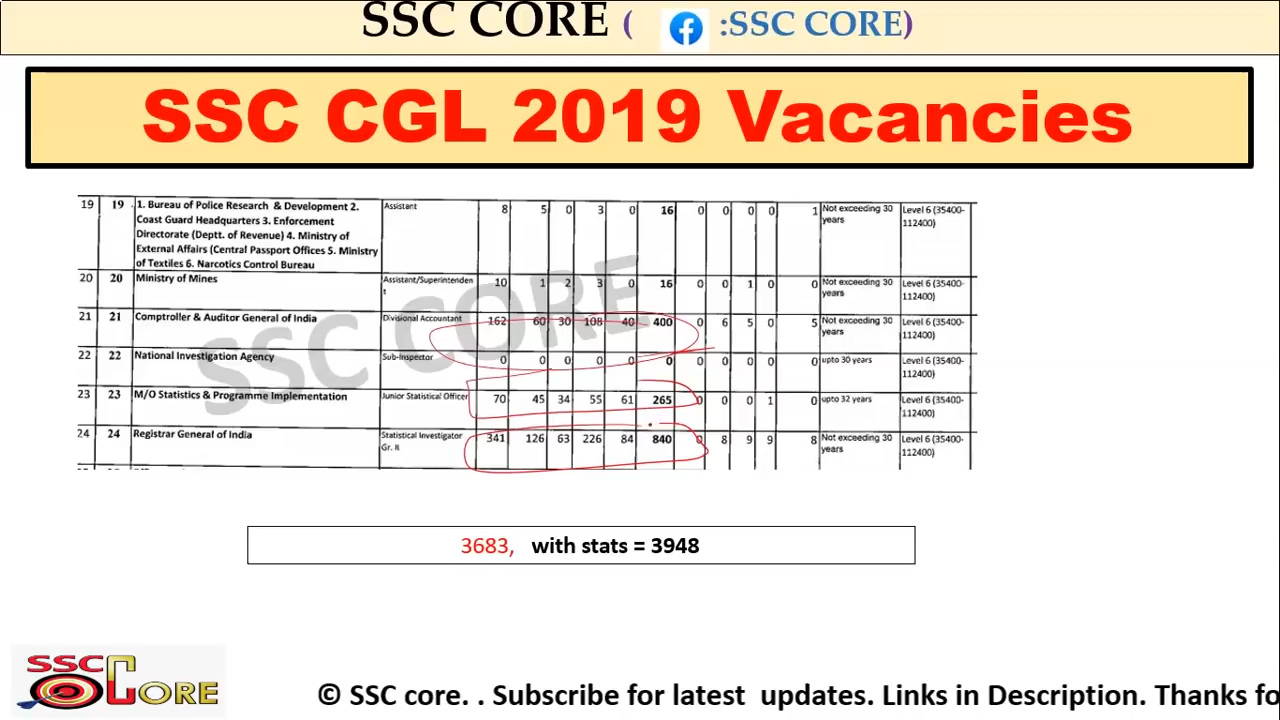 SSC CORE ( :SSC CORE)
SSC CGL 2019 Vacancies
19 19 1. Bureau of Police Research & Development 2. Assistant 8 5 0 3 0 16 0 0 0 0 1 Not exceeding 30 Level 6 (35400-
Coast Guard Headquarters 3. Enforcement years 112400)
Directorate (Deptt. of Revenue) 4. Ministry of
External Affairs (Central Passport Offices 5. Ministry
of Textiles 6. Narcotics Control Bureau
20 20 Ministry of Mines Assistant/Superintenden 10 1 2 3 0 16 0 0 1 0 0 Not exceeding 30 Level 6 (35400-
t years 112400)
21 21 Comptroller & Auditor General of India Divisional Accountant 162 60 30 108 40 400 0 6 5 0 5 Not exceeding 30 Level 6 (35400-
years 112400)
22 22 National Investigation Agency Sub-Inspector 0 0 0 0 0 0 0 0 0 0 0 upto 30 years Level 6 (35400-
112400)
23 23 M/O Statistics & Programme Implementation Junior Statistical Officer 70 45 34 55 61 265 0 0 0 1 0 upto 32 years Level 6 (35400-
112400)
24 24 Registrar General of India Statistical Investigator 341 126 63 226 84 840 0 8 9 9 8 Not exceeding 30 Level 6 (35400-
Gr. II years 112400)
SSC CORE
3683, with stats = 3948
SSC CORE
© SSC core. . Subscribe for latest updates. Links in Description. Thanks fo